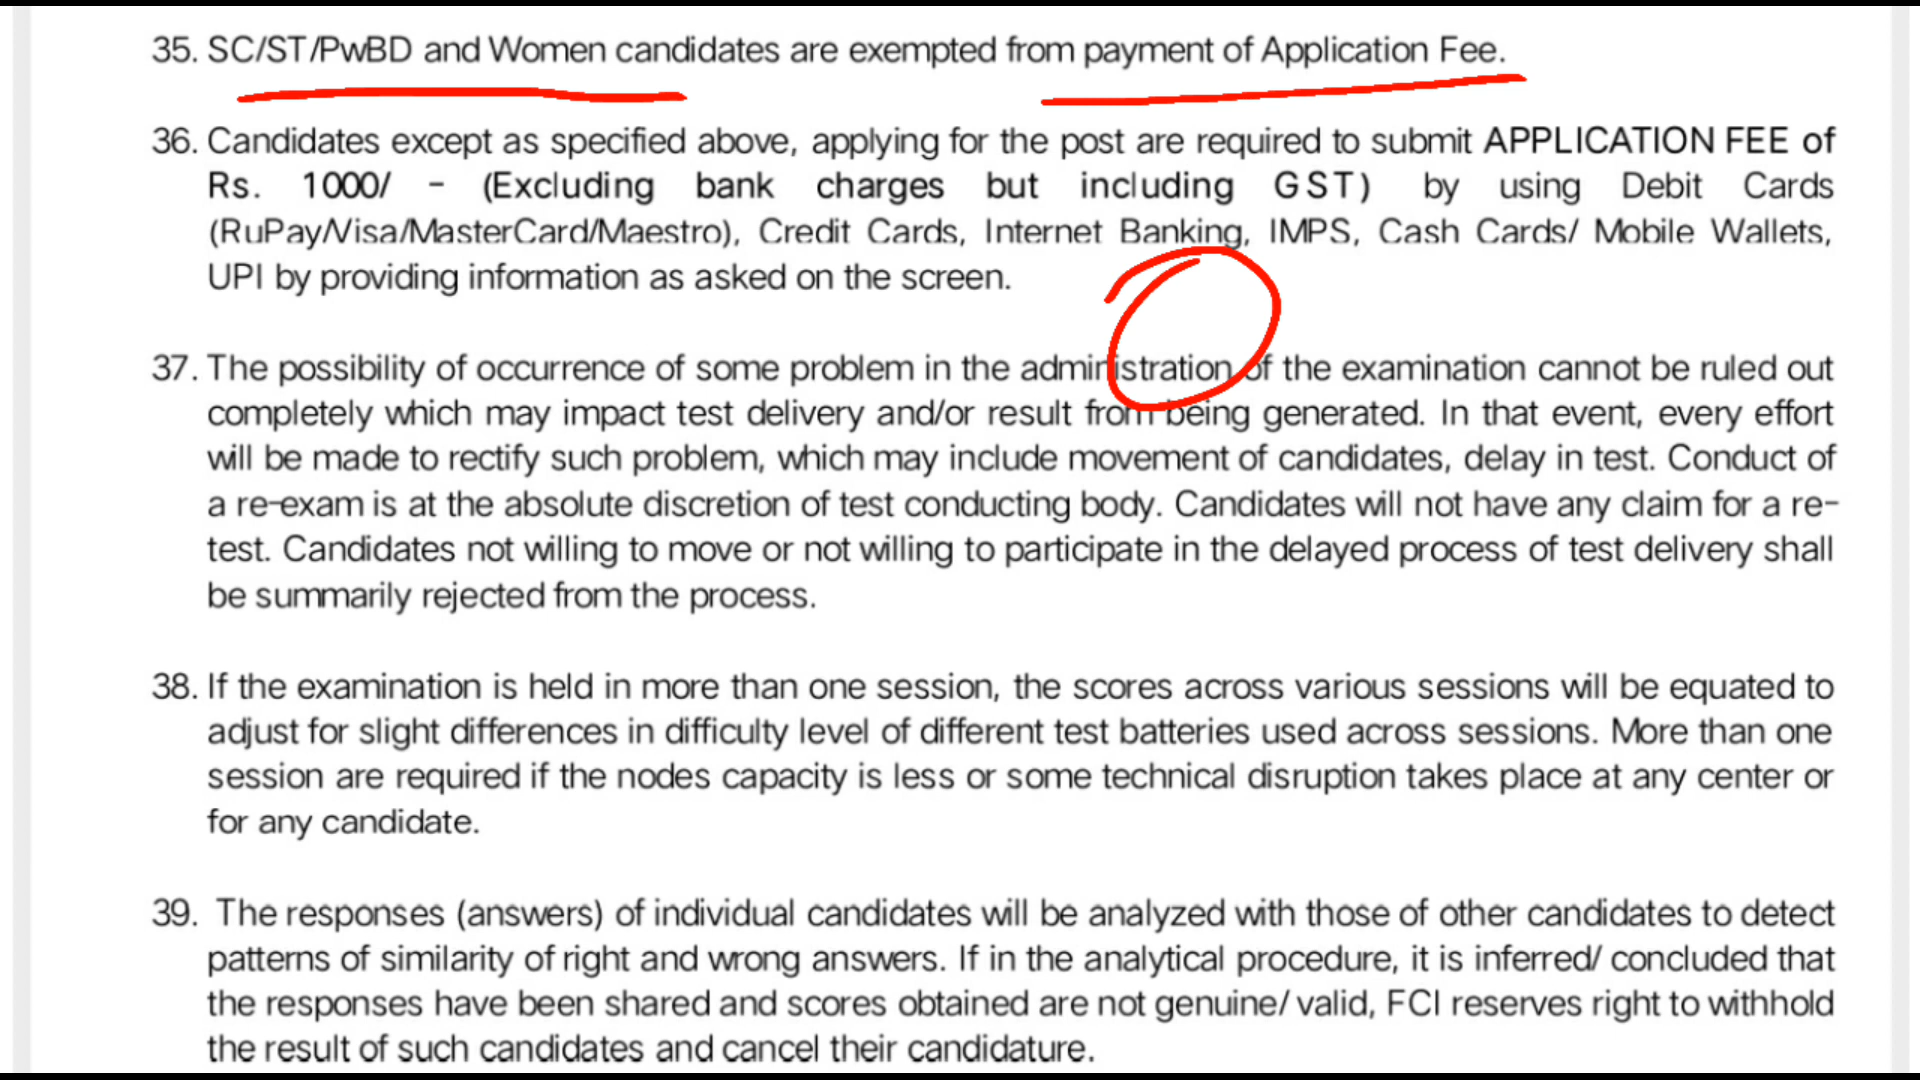 35. SC/ST/PwBD and Women candidates are exempted from payment of Application Fee.
36. Candidates except as specified above, applying for the post are required to submit APPLICATION FEE of
Rs. 1000/ - (Excluding bank charges but including GST) by using Debit Cards
(RuPay/Visa/MasterCard/Maestro), Credit Cards, Internet Banking, IMPS, Cash Cards/ Mobile Wallets,
UPI by providing information as asked on the screen.
37. The possibility of occurrence of some problem in the administration of the examination cannot be ruled out
completely which may impact test delivery and/or result from being generated. In that event, every effort
will be made to rectify such problem, which may include movement of candidates, delay in test. Conduct of
a re-exam is at the absolute discretion of test conducting body. Candidates will not have any claim for a re-
test. Candidates not willing to move or not willing to participate in the delayed process of test delivery shall
be summarily rejected from the process.
38. If the examination is held in more than one session, the scores across various sessions will be equated to
adjust for slight differences in difficulty level of different test batteries used across sessions. More than one
session are required if the nodes capacity is less or some technical disruption takes place at any center or
for any candidate.
39. The responses (answers) of individual candidates will be analyzed with those of other candidates to detect
patterns of similarity of right and wrong answers. If in the analytical procedure, it is inferred/ concluded that
the responses have been shared and scores obtained are not genuine/ valid, FCI reserves right to withhold
the result of such candidates and cancel their candidature.